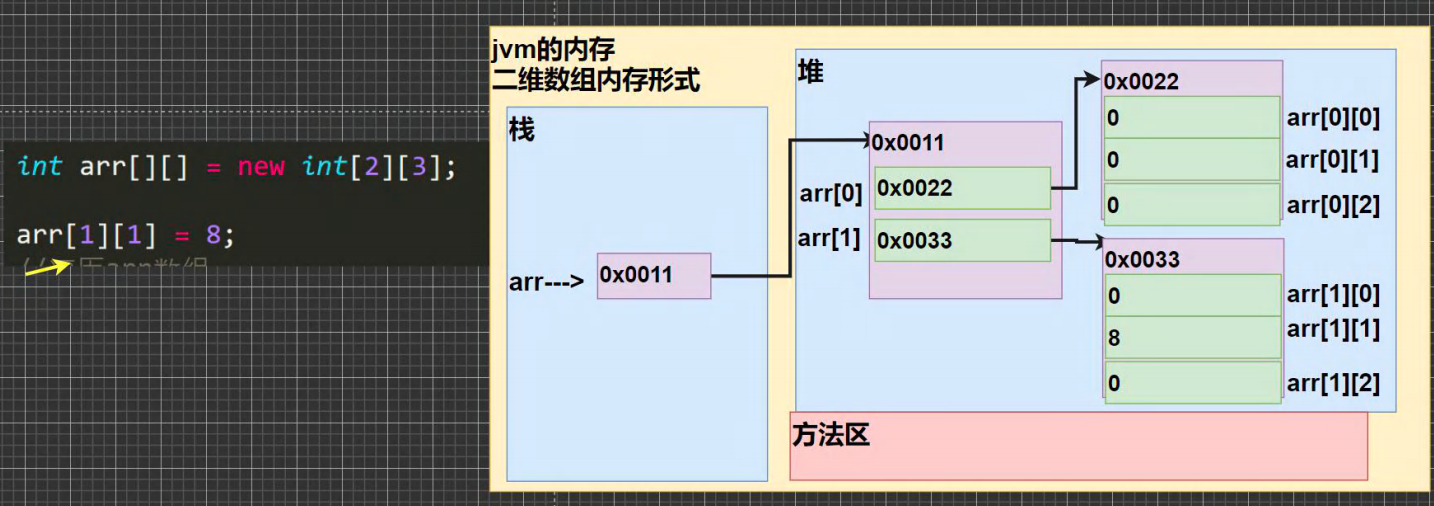 int arr[][] = new int[2][3];
arr[1][1] = 8;
jvm的内存
二维数组内存形式
栈
arr--->
0x0011
堆
0x0011
arr[0]
0x0022
arr[1]
0x0033
0x0022
0
arr[0][0]
0
arr[0][1]
0
arr[0][2]
0x0033
0
arr[1][0]
8
arr[1][1]
0
arr[1][2]
方法区